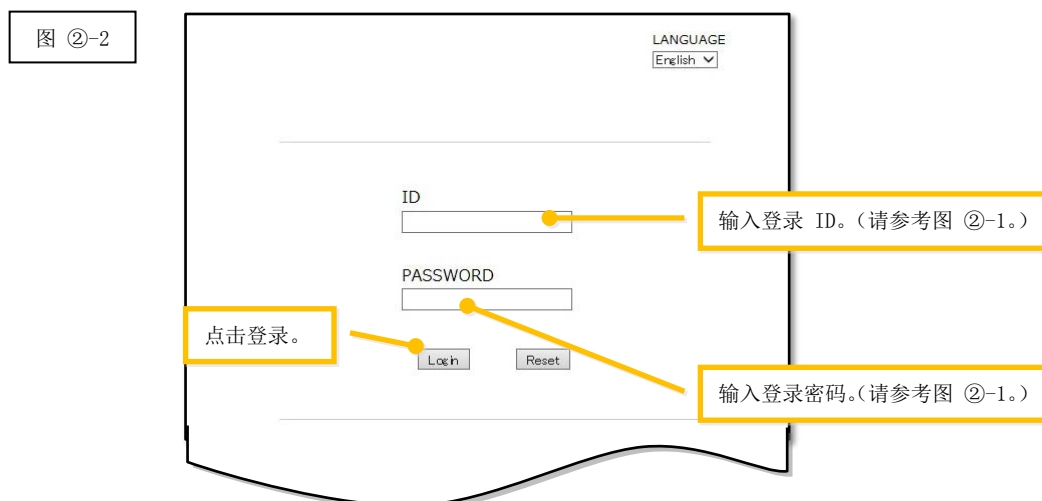 图 ②-2
LANGUAGE
English
ID
输入登录 ID。(请参考图 ②-1。)
PASSWORD
点击登录。
Login
Reset
输入登录密码。(请参考图 ②-1。)